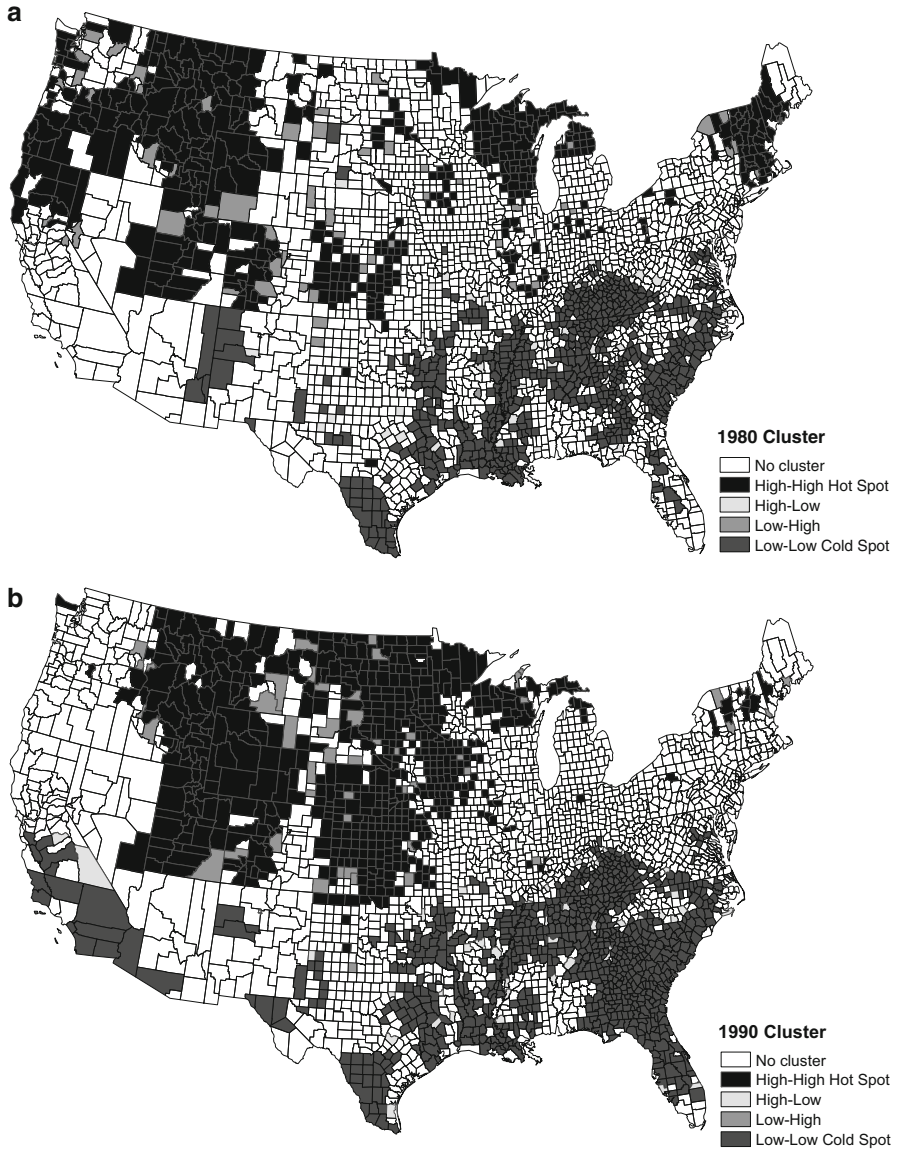 a
1980 Cluster
No cluster
High-High Hot Spot
High-Low
Low-High
Low-Low Cold Spot
b
1990 Cluster
No cluster
High-High Hot Spot
High-Low
Low-High
Low-Low Cold Spot